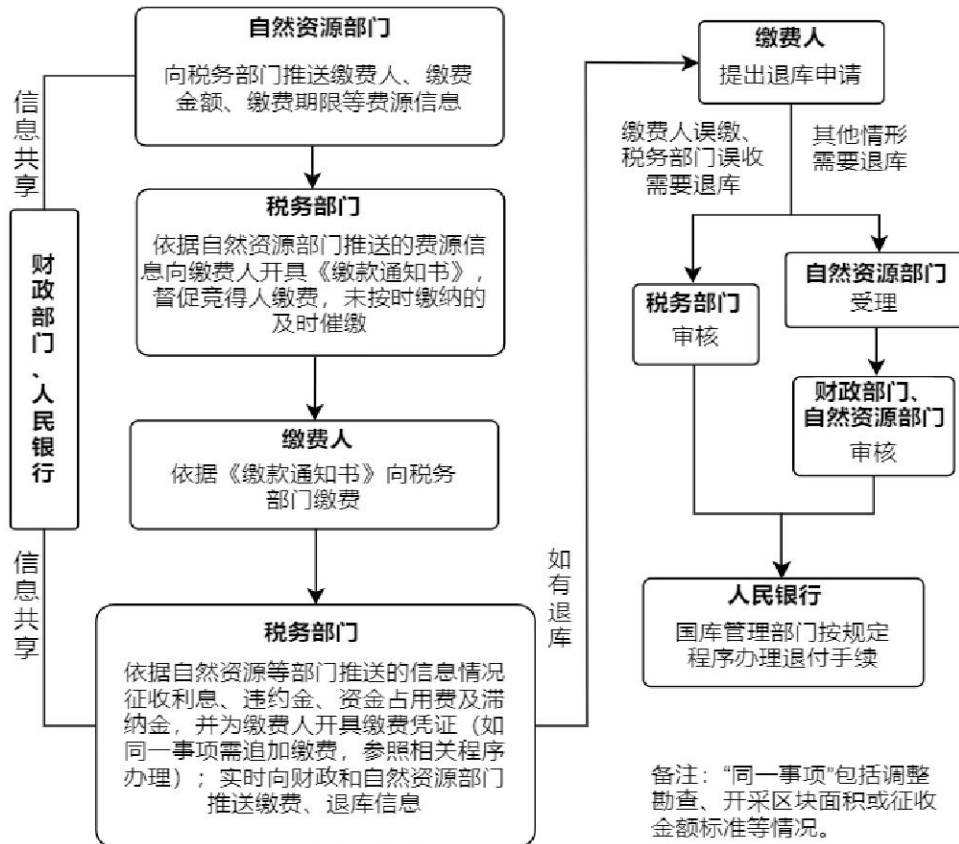 自然资源部门
向税务部门推送缴费人、缴费
金额、缴费期限等费源信息
信息共享
税务部门
依据自然资源部门推送的费源信
息向缴费人开具《缴款通知书》，
督促竞得人缴费，未按时缴纳的
及时催缴
财政部门、人民银行
缴费人
依据《缴款通知书》向税务
部门缴费
信息共享
税务部门
依据自然资源等部门推送的信息情况
征收利息、违约金、资金占用费及滞
纳金，并为缴费人开具缴费凭证（如
同一事项需追加缴费，参照相关程序
办理）；实时向财政和自然资源部门
推送缴费、退库信息
如有退库
缴费人
提出退库申请
缴费人误缴、
税务部门误收
需要退库
其他情形
需要退库
税务部门
审核
自然资源部门
受理
财政部门、
自然资源部门
审核
人民银行
国库管理部门按规定
程序办理退付手续
备注：“同一事项”包括调整
勘查、开采区块面积或征收
金额标准等情况。